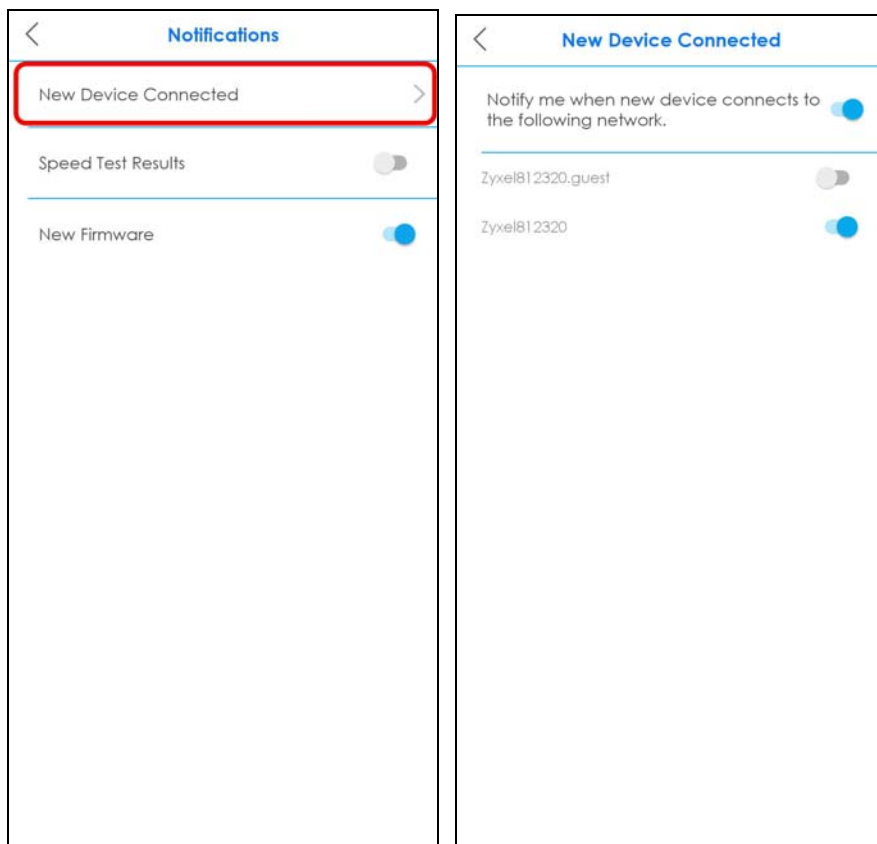 Notifications
New Device Connected
Speed Test Results
New Firmware
New Device Connected
Notify me when new device connects to
the following network.
Zyxel812320.guest
Zyxel812320